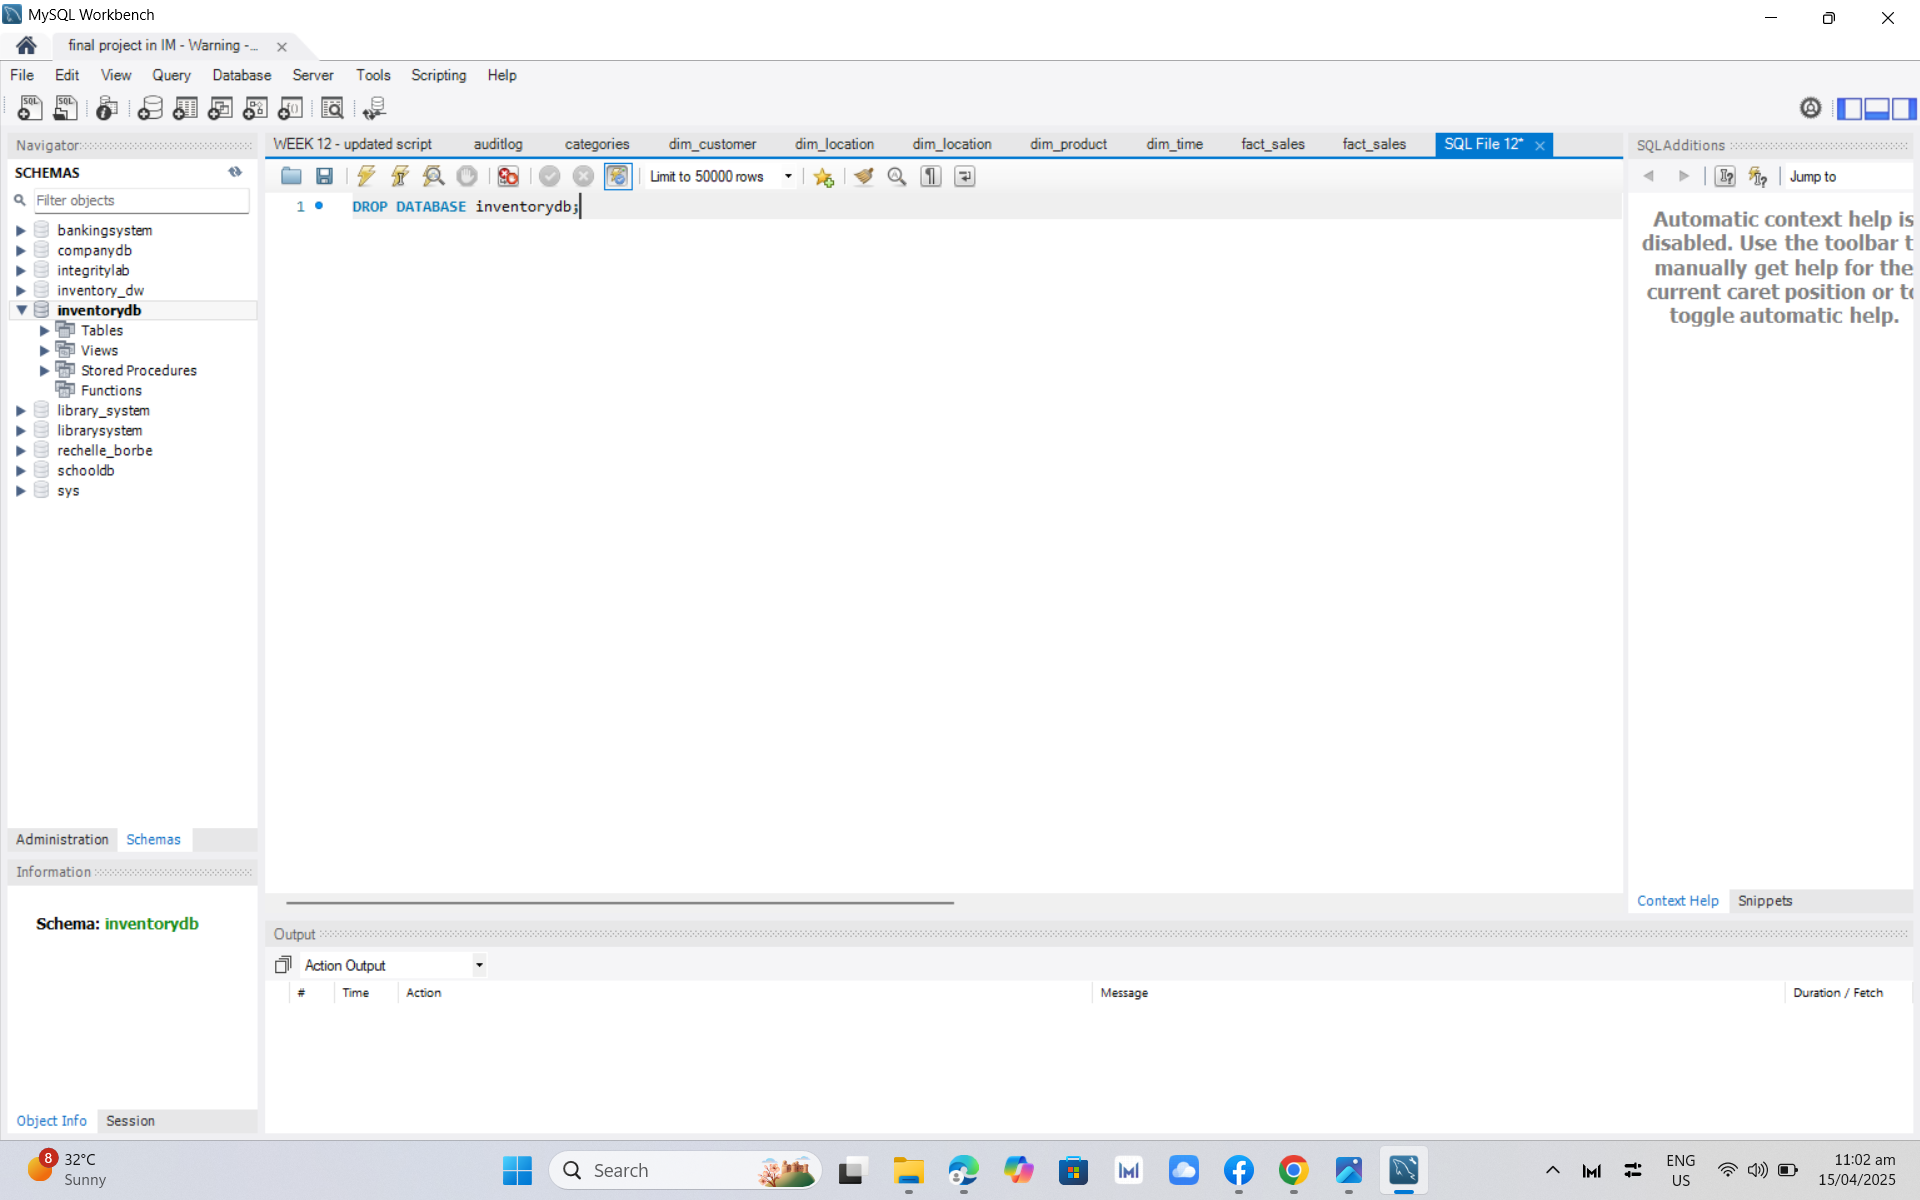 MySQL Workbench
final project in IM - Warning -...
File Edit View Query Database Server Tools Scripting Help
Navigator
SCHEMAS
Filter objects
bankingsystem
companydb
integritylab
inventory_dw
inventorydb
Tables
Views
Stored Procedures
Functions
library_system
librarysystem
rechelle_borbe
schooldb
sys
Administration Schemas
Information
Schema: inventorydb
Object Info Session
WEEK 12 - updated script auditlog categories dim_customer dim_location dim_location dim_product dim_time fact_sales fact_sales SQL File 12*
Limit to 50000 rows
1 DROP DATABASE inventorydb;
Output
Action Output
# Time Action Message Duration / Fetch
SQLAdditions
Jump to
Automatic context help is
disabled. Use the toolbar t
manually get help for the
current caret position or to
toggle automatic help.
Context Help Snippets
8 32°C
Sunny
Search
ENG
US
11:02 am
15/04/2025